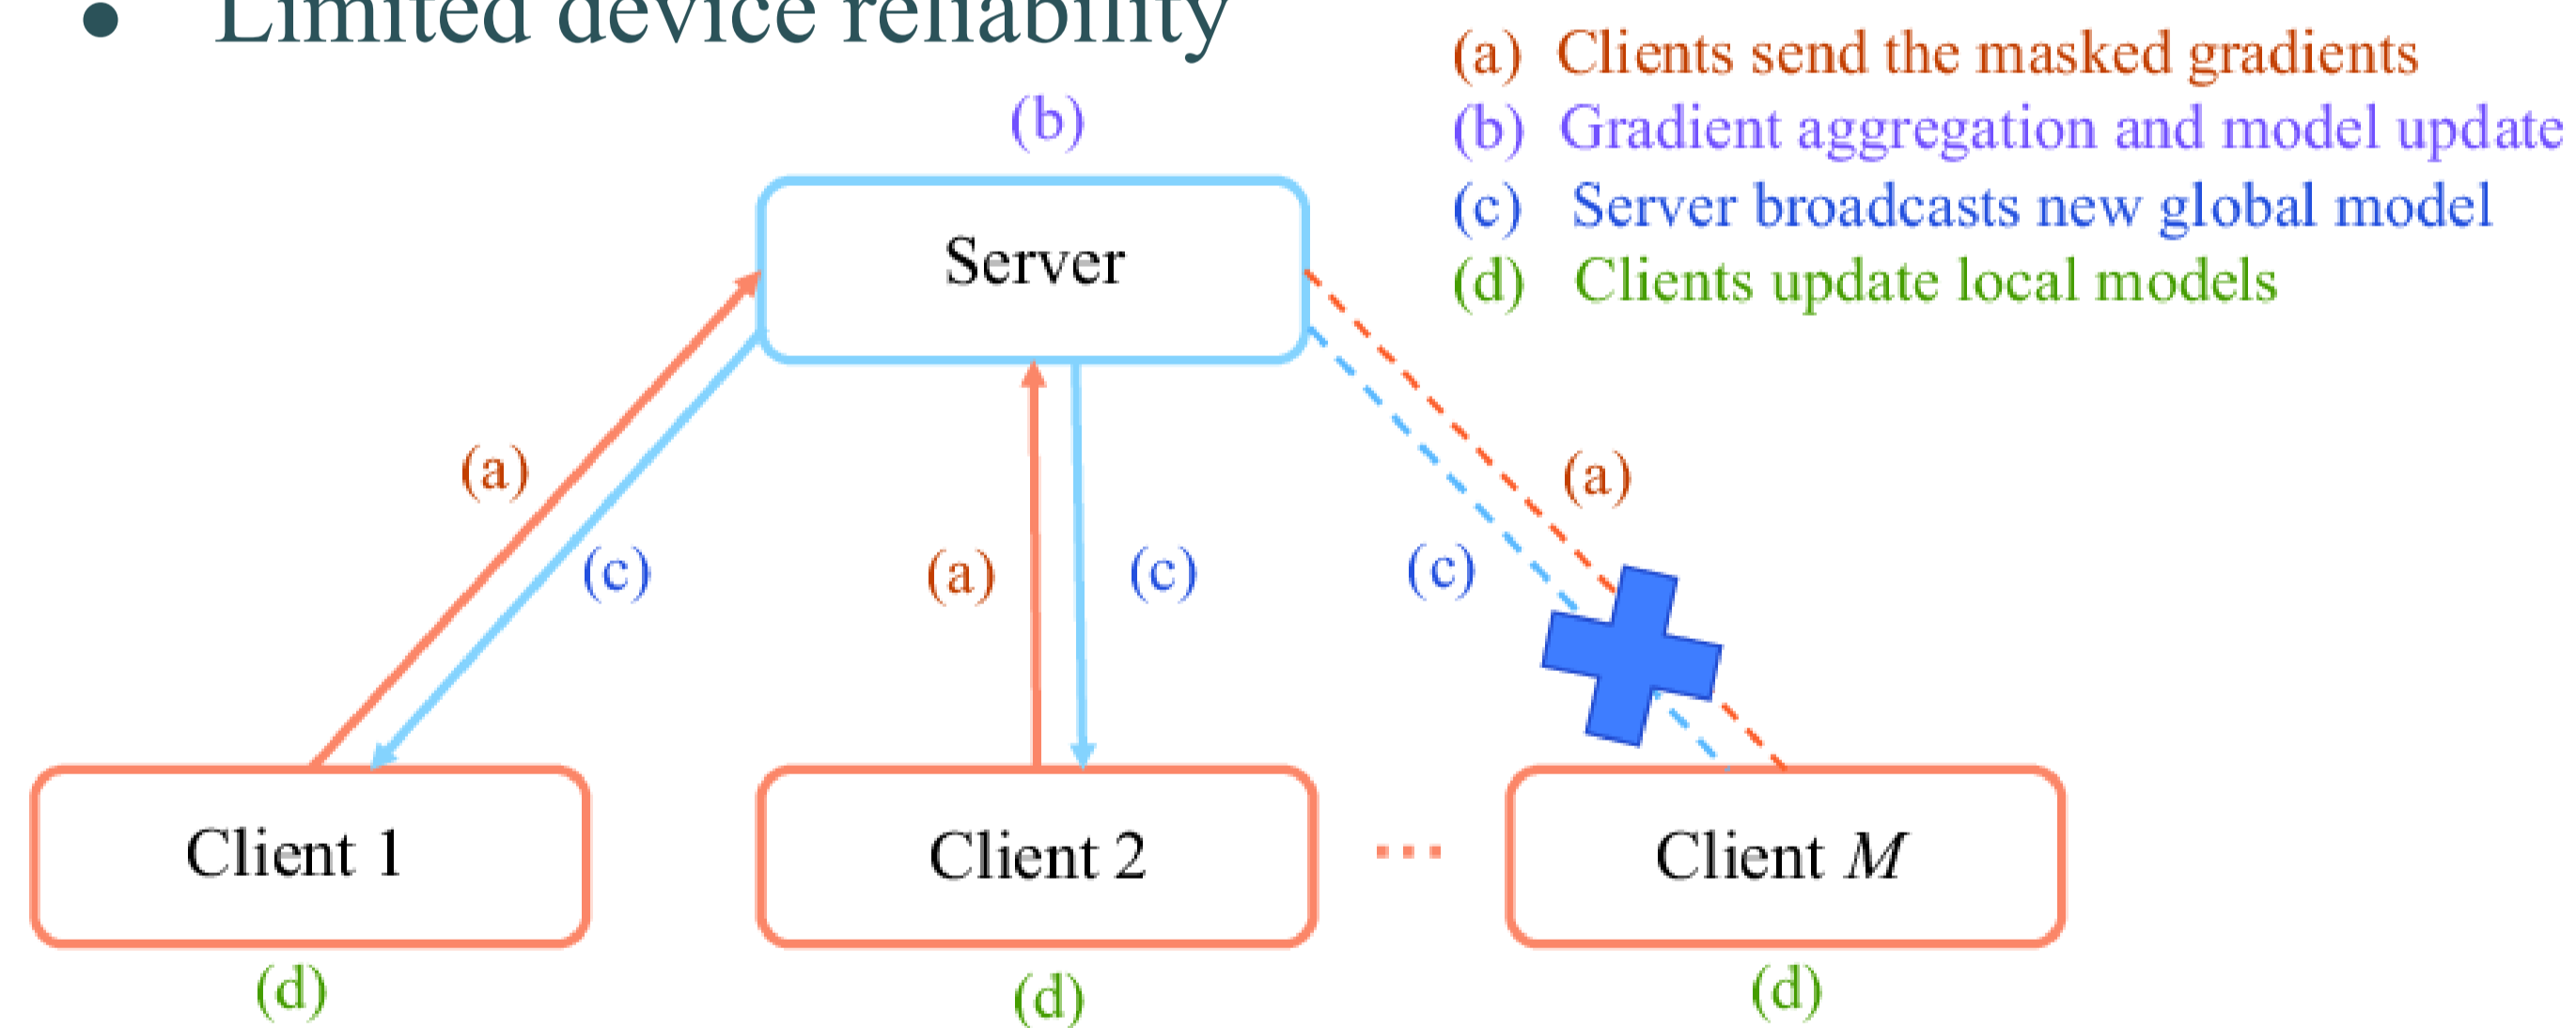 • Limited device reliability
(a) Clients send the masked gradients
(b) Gradient aggregation and model update
(c) Server broadcasts new global model
(d) Clients update local models
(b)
Server
(a)
(c)
(a)
(c)
(a)
(c)
Client 1
Client 2
...
Client M
(d)
(d)
(d)